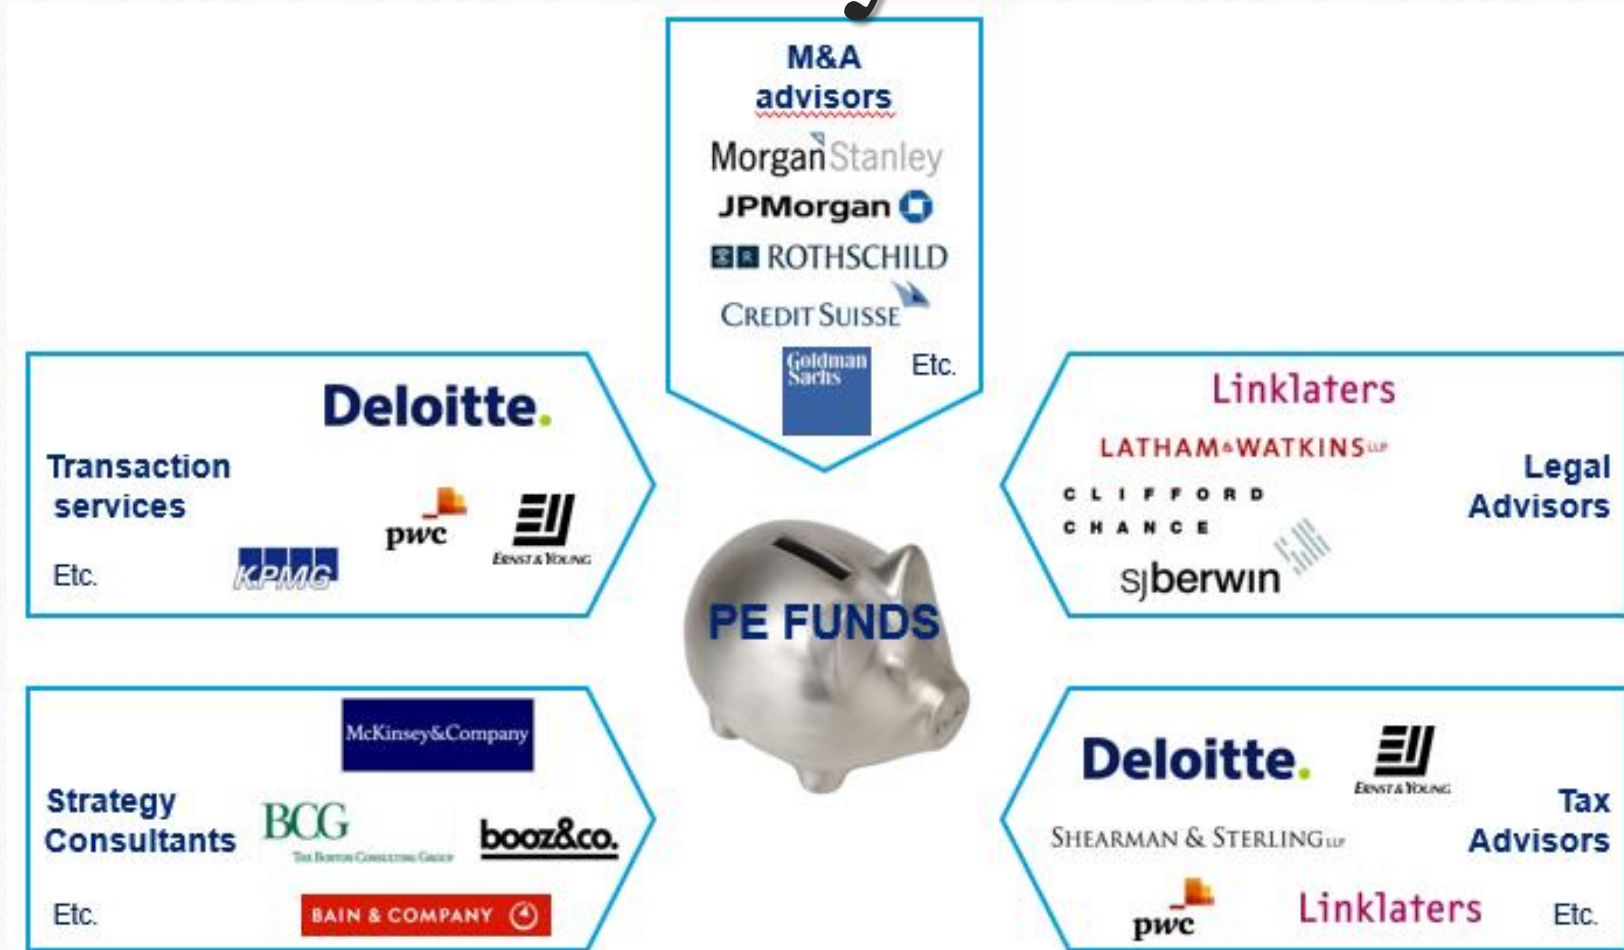 M&A
advisors
Morgan Stanley
JPMorgan
ROTHSCHILD
CREDIT SUISSE
Goldman
Sachs
Etc.
Transaction
services
Etc.
Deloitte.
pwc
ERNST & YOUNG
KPMG
Linklaters
LATHAM&WATKINS LLP
CLIFFORD
CHANCE
sjberwin
Legal
Advisors
PE FUNDS
Strategy
Consultants
Etc.
McKinsey&Company
BCG
THE BOSTON CONSULTING GROUP
booz&co.
BAIN & COMPANY
Deloitte.
ERNST & YOUNG
SHEARMAN & STERLING LLP
pwc
Linklaters
Tax
Advisors
Etc.